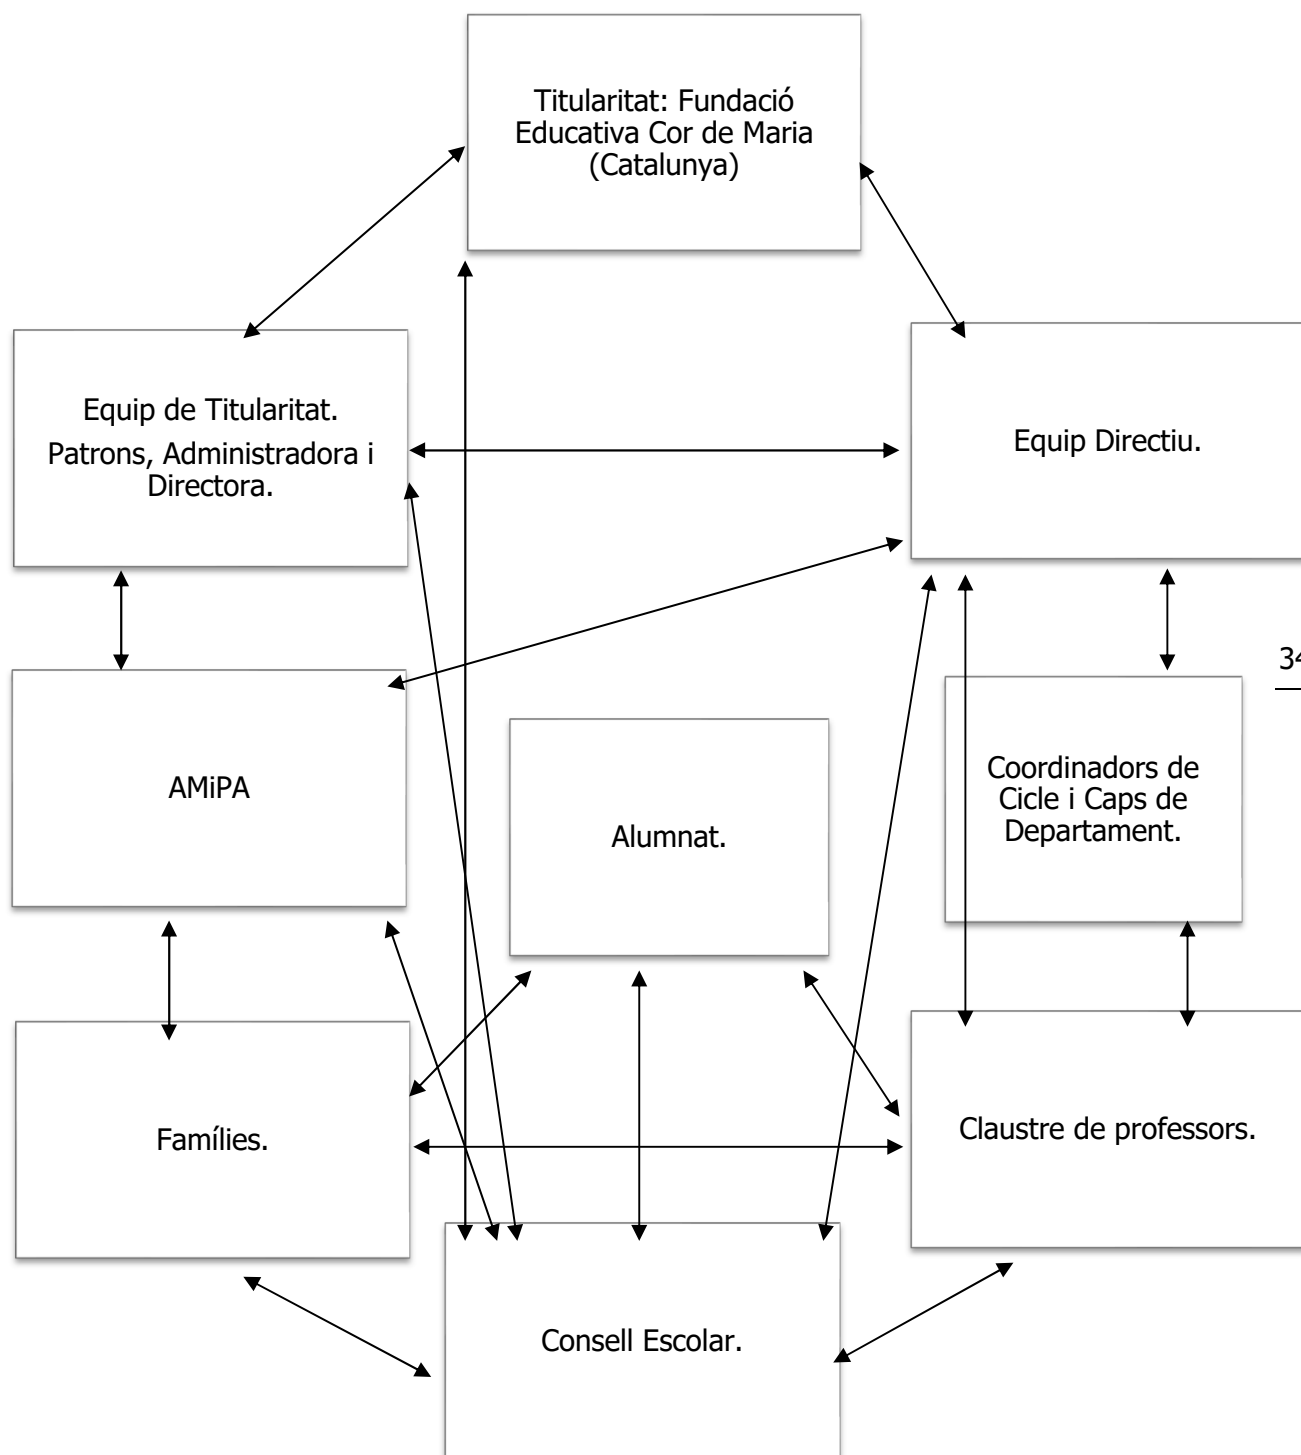 Titularitat: Fundació
Educativa Cor de Maria
(Catalunya)
Equip de Titularitat.
Patrons, Administradora i
Directora.
Equip Directiu.
34
AMiPA
Alumnat.
Coordinadors de
Cicle i Caps de
Departament.
Famílies.
Claustre de professors.
Consell Escolar.